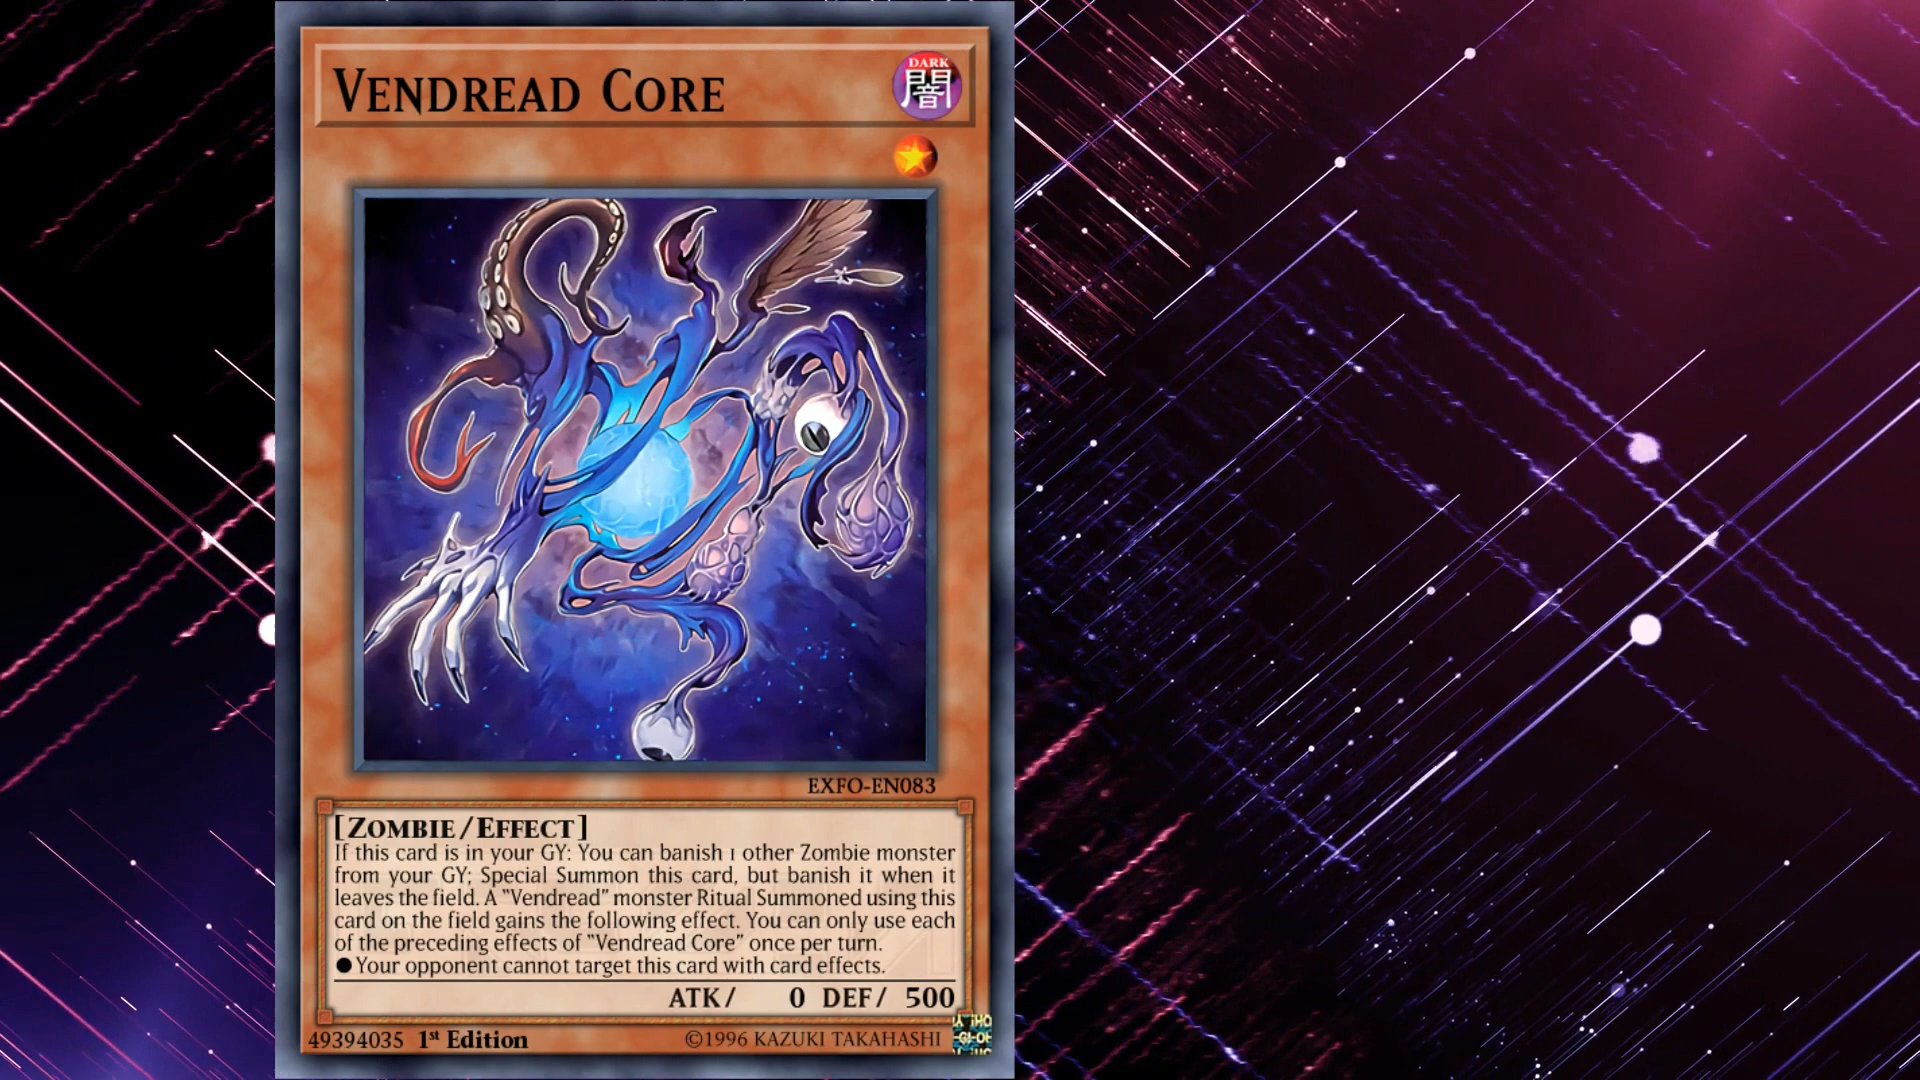 Vendread Core
DARK
闇
EXFO-EN083
[Zombie/Effect]
If this card is in your GY: You can banish 1 other Zombie monster
from your GY; Special Summon this card, but banish it when it
leaves the field. A "Vendread" monster Ritual Summoned using this
card on the field gains the following effect. You can only use each
of the preceding effects of "Vendread Core" once per turn.
●Your opponent cannot target this card with card effects.
ATK/ 0 DEF/ 500
49394035 1st Edition ©1996 KAZUKI TAKAHASHI